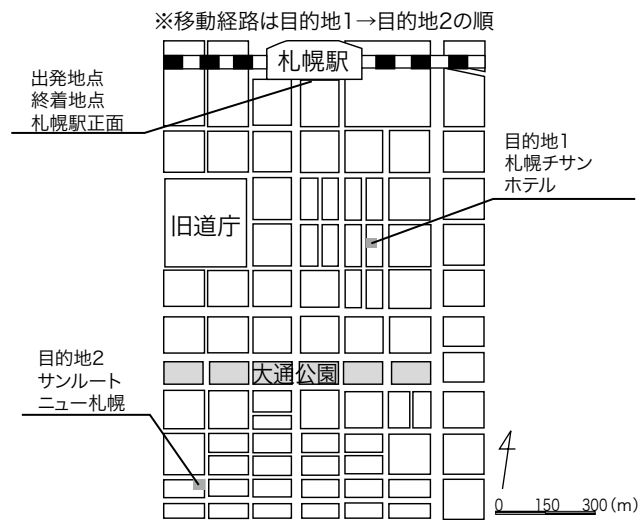 ※移動経路は目的地1→目的地2の順
札幌駅
出発地点
終着地点
札幌駅正面
目的地1
札幌チサン
ホテル
旧道庁
目的地2
サンルート
ニュー札幌
大通公園
0 150 300(m)